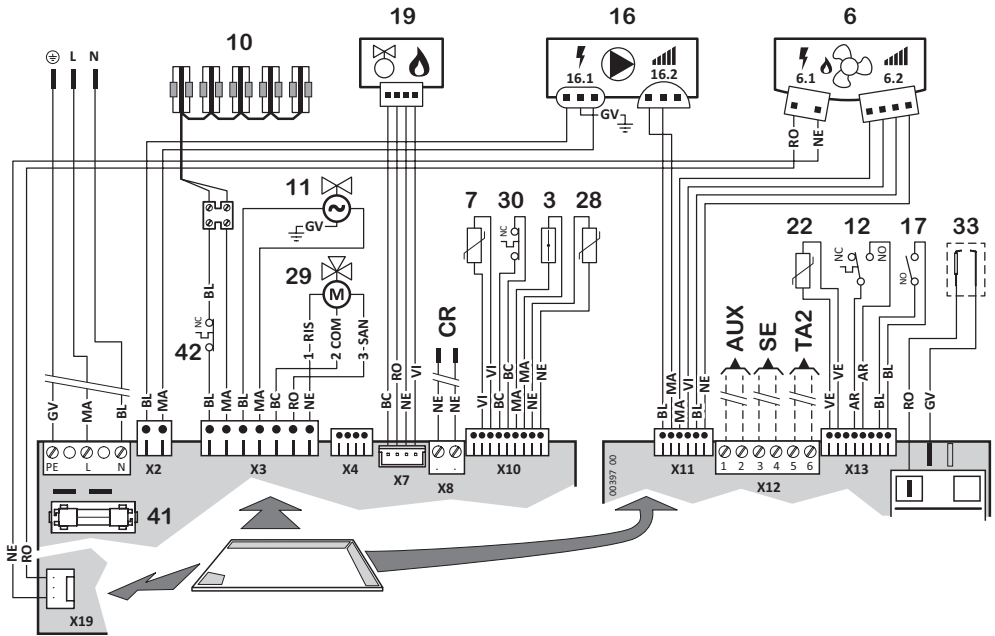 19
16
6
10
L N
16.1
16.2
6.1
6.2
GV
RO
NE
11
GV
7 30 3 28
NC
22 12 17 33
NC
NO
NO
29
M
BL
NC
42
1–RIS
2 COM
3-SAN
CR
AUX
SE
TA2
GV
MA
BL
BL
MA
BL
MA
BL
MA
BC
RO
NE
BC
RO
NE
VI
NE
NE
VI
VI
BC
BC
MA
MA
NE
NE
BL
MA
MA
VI
BL
NE
VE
VE
AR
AR
BL
BL
RO
GV
PE L N
X2
X3
X4
X7
X8
X10
00397 00
X11
1 2 3 4 5 6
X12
X13
41
NE
RO
X19